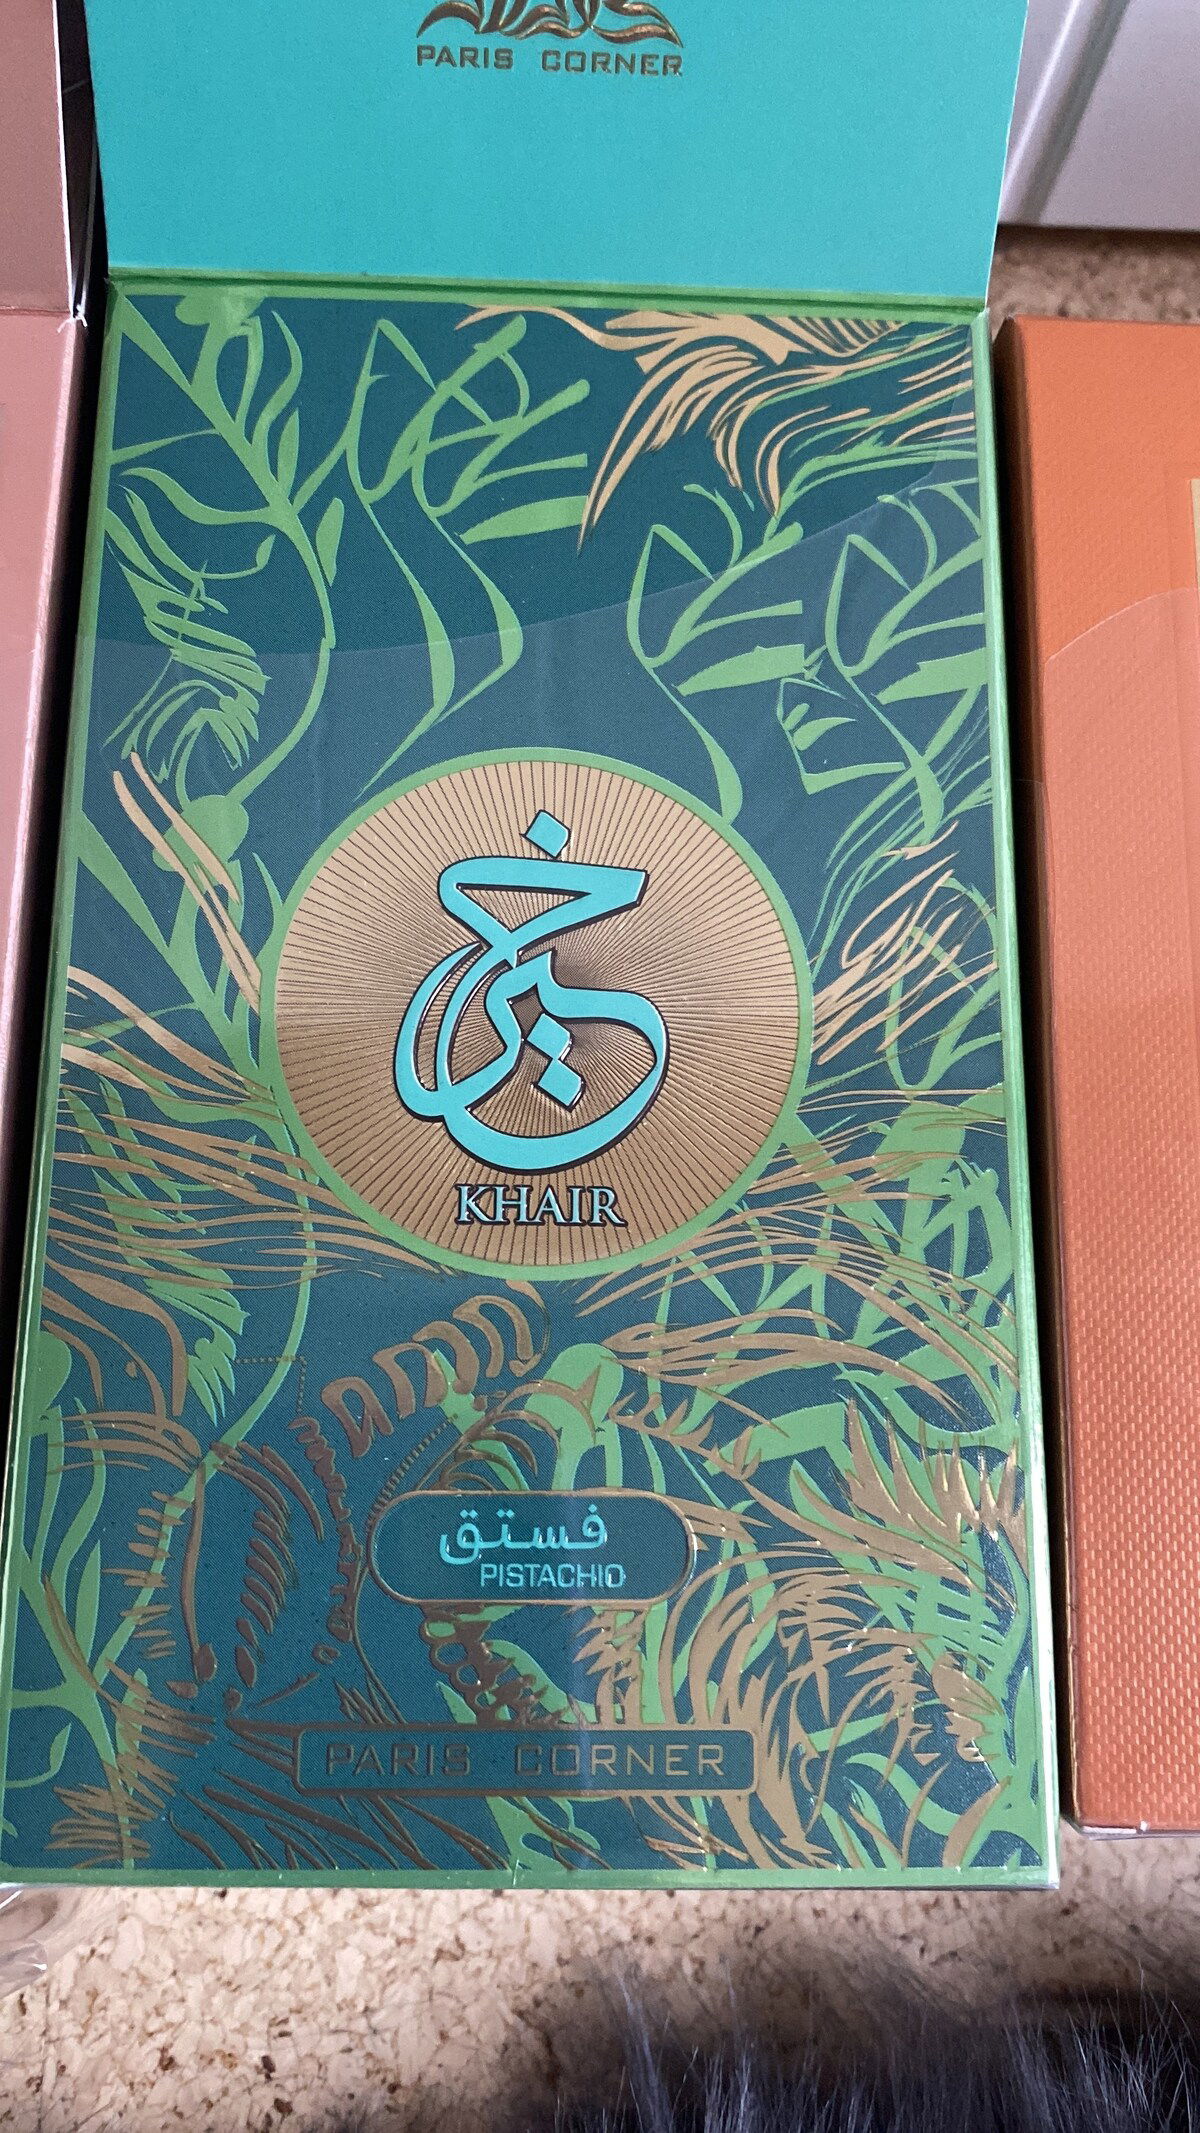 PARIS CORNER
خير
KHAIR
فستق
PISTACHIO
PARIS CORNER